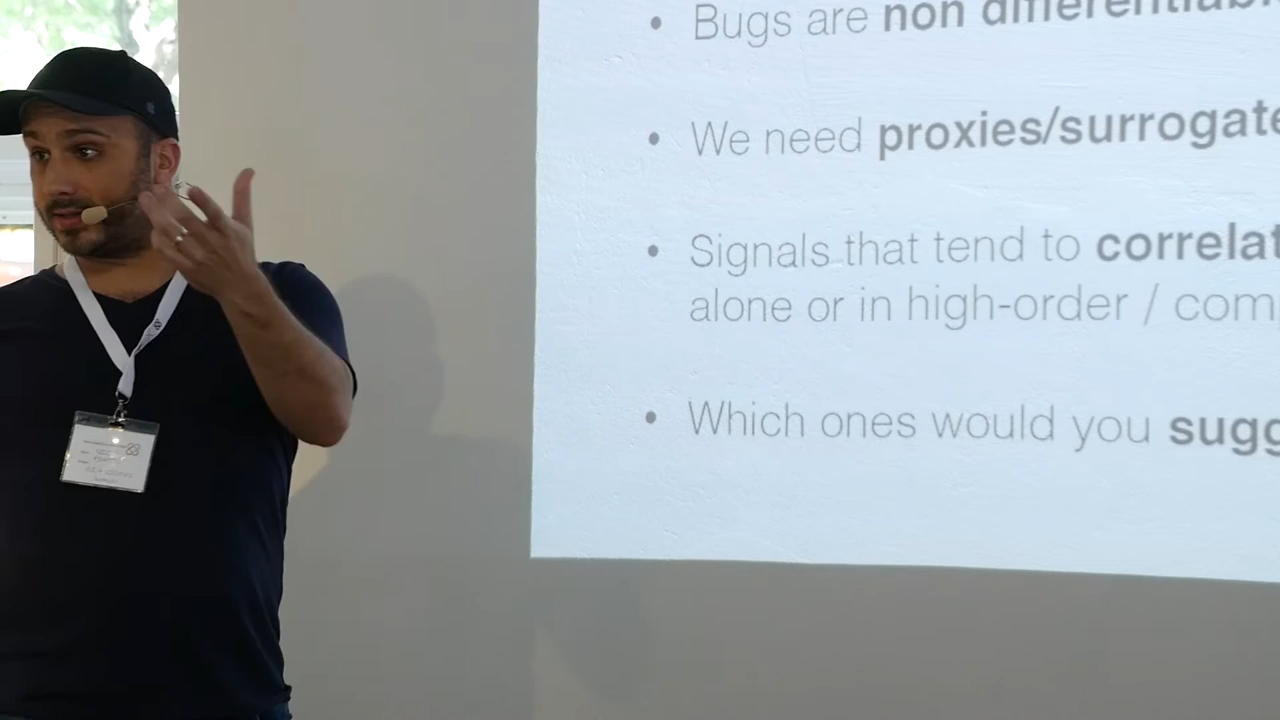 • Bugs are non differentiabl
• We need proxies/surrogate
• Signals that tend to correlat
alone or in high-order / com
• Which ones would you sugg